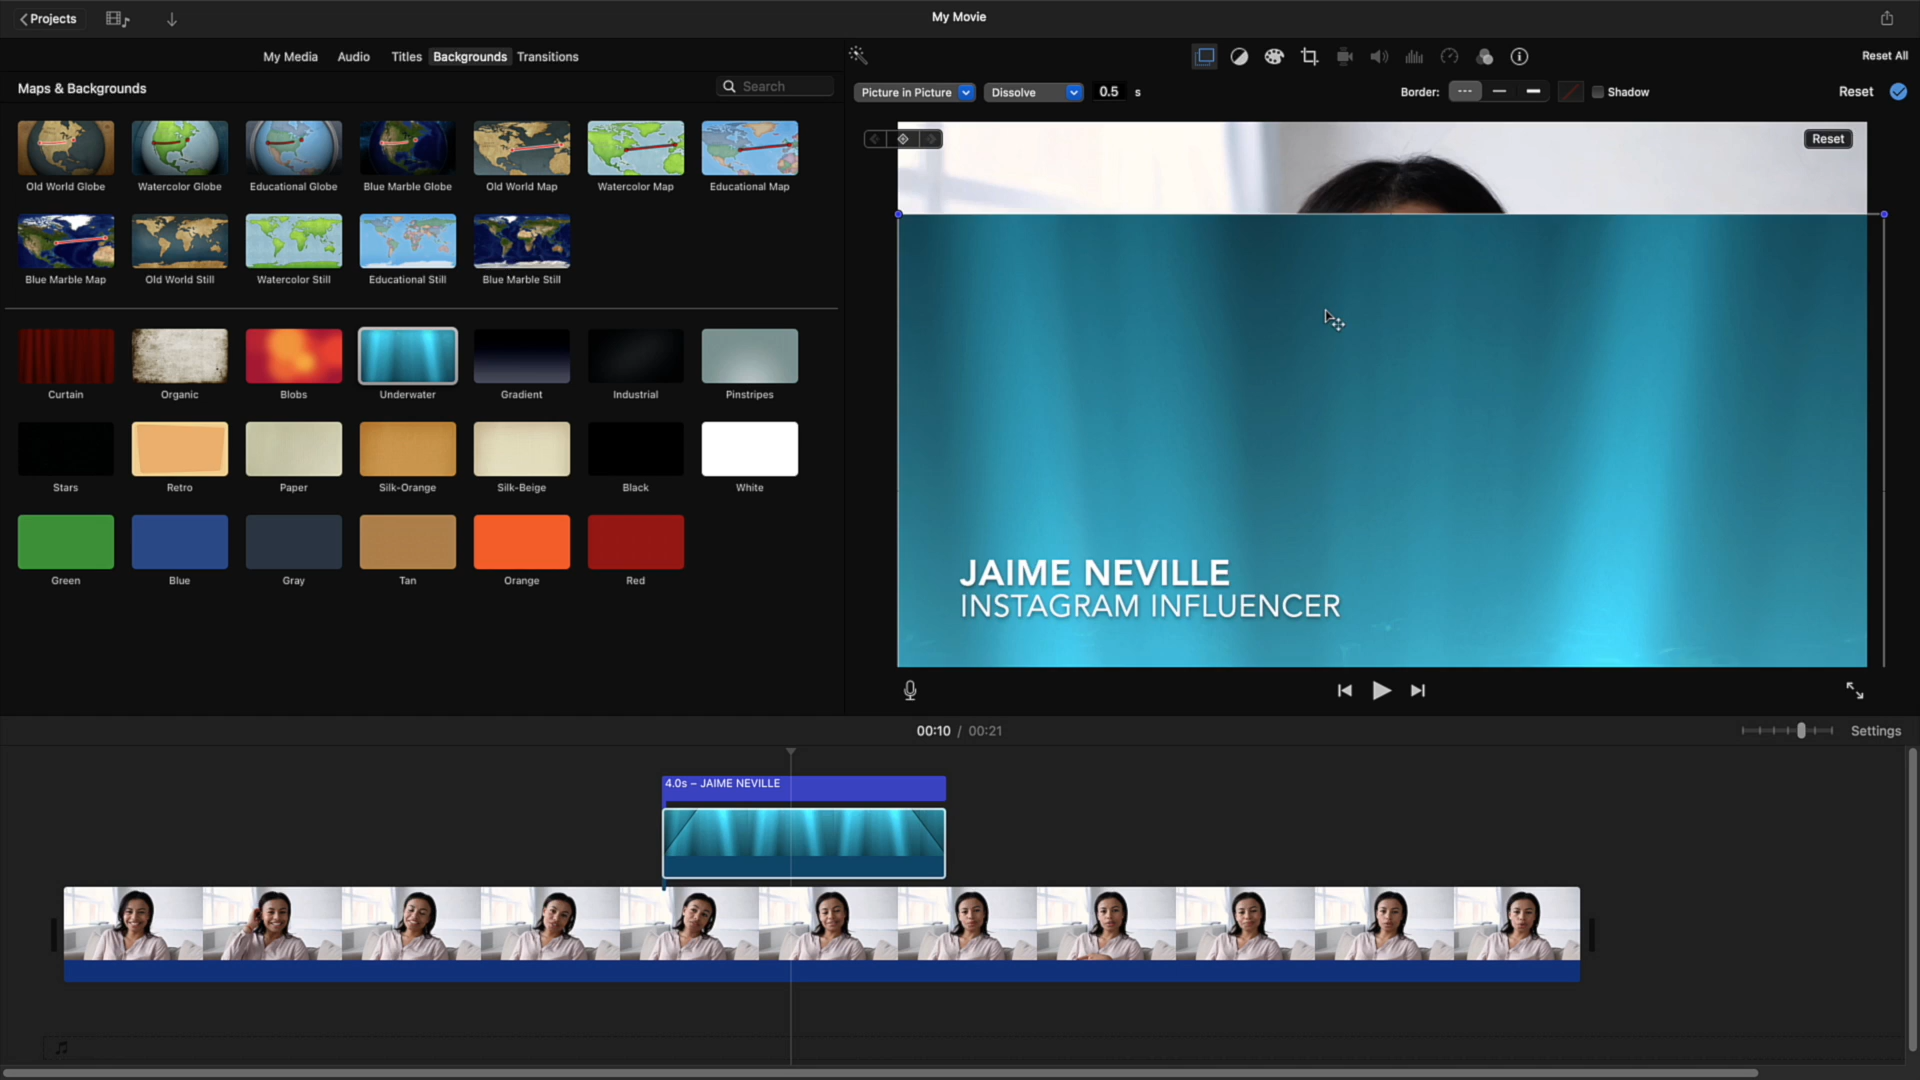 Projects
My Movie
My Media Audio Titles Backgrounds Transitions
Reset All
Maps & Backgrounds
Search
Picture in Picture
Dissolve
0.5 s
Border:
Shadow
Reset
Old World Globe Watercolor Globe Educational Globe Blue Marble Globe Old World Map Watercolor Map Educational Map
Blue Marble Map Old World Still Watercolor Still Educational Still Blue Marble Still
Curtain Organic Blobs Underwater Gradient Industrial Pinstripes
Stars Retro Paper Silk-Orange Silk-Beige Black White
Green Blue Gray Tan Orange Red
Reset
JAIME NEVILLE
INSTAGRAM INFLUENCER
00:10 / 00:21
Settings
4.0s – JAIME NEVILLE